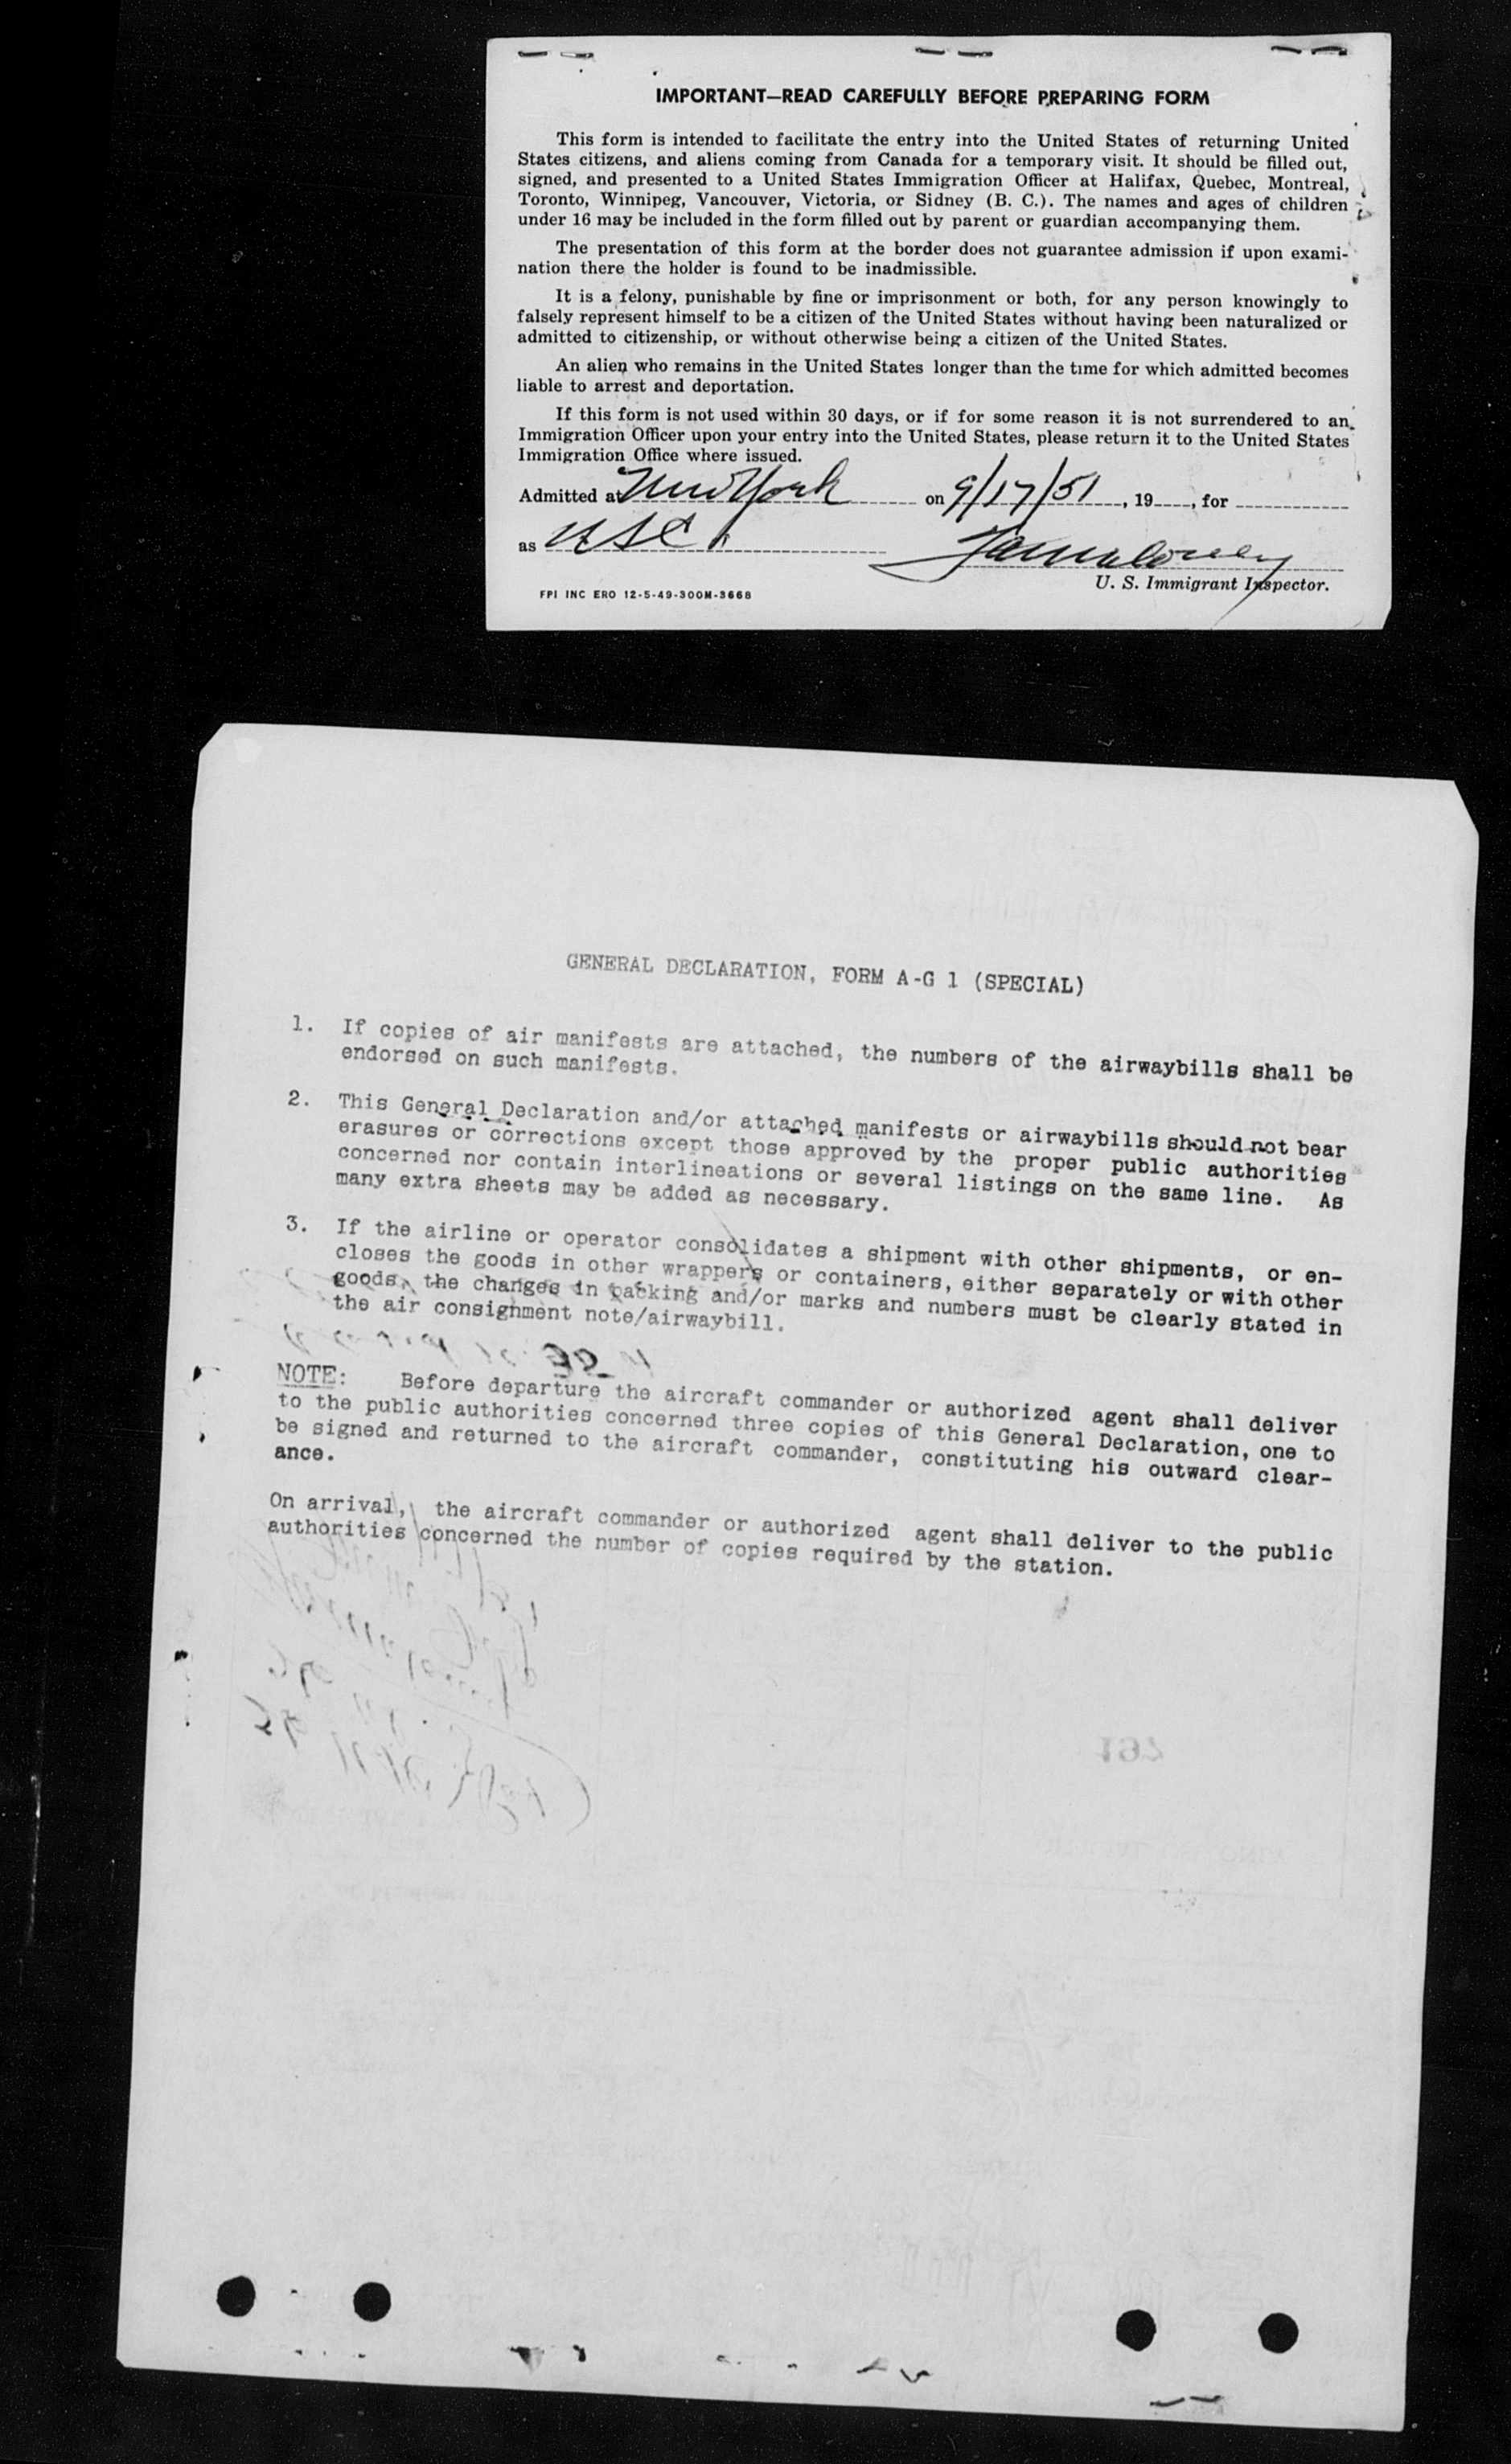 IMPORTANT—READ CAREFULLY BEFORE PREPARING FORM
This form is intended to facilitate the entry into the United States of returning United
States citizens, and aliens coming from Canada for a temporary visit. It should be filled out,
signed, and presented to a United States Immigration Officer at Halifax, Quebec, Montreal,
Toronto, Winnipeg, Vancouver, Victoria, or Sidney (B. C.). The names and ages of children
under 16 may be included in the form filled out by parent or guardian accompanying them.
The presentation of this form at the border does not guarantee admission if upon exami-
nation there the holder is found to be inadmissible.
It is a felony, punishable by fine or imprisonment or both, for any person knowingly to
falsely represent himself to be a citizen of the United States without having been naturalized or
admitted to citizenship, or without otherwise being a citizen of the United States.
An alien who remains in the United States longer than the time for which admitted becomes
liable to arrest and deportation.
If this form is not used within 30 days, or if for some reason it is not surrendered to an
Immigration Officer upon your entry into the United States, please return it to the United States
Immigration Office where issued.
Admitted at New York on 9/17/51, 19__, for
as USC
U. S. Immigrant Inspector.
FPI INC ERO 12-5-49-300M-3668
GENERAL DECLARATION, FORM A-G 1 (SPECIAL)
1. If copies of air manifests are attached, the numbers of the airwaybills shall be
endorsed on such manifests.
2. This General Declaration and/or attached manifests or airwaybills should not bear
erasures or corrections except those approved by the proper public authorities
concerned nor contain interlineations or several listings on the same line. As
many extra sheets may be added as necessary.
3. If the airline or operator consolidates a shipment with other shipments, or en-
closes the goods in other wrappers or containers, either separately or with other
goods, the changes in packing and/or marks and numbers must be clearly stated in
the air consignment note/airwaybill.
NOTE: Before departure the aircraft commander or authorized agent shall deliver
to the public authorities concerned three copies of this General Declaration, one to
be signed and returned to the aircraft commander, constituting his outward clear-
ance.
On arrival, the aircraft commander or authorized agent shall deliver to the public
authorities concerned the number of copies required by the station.